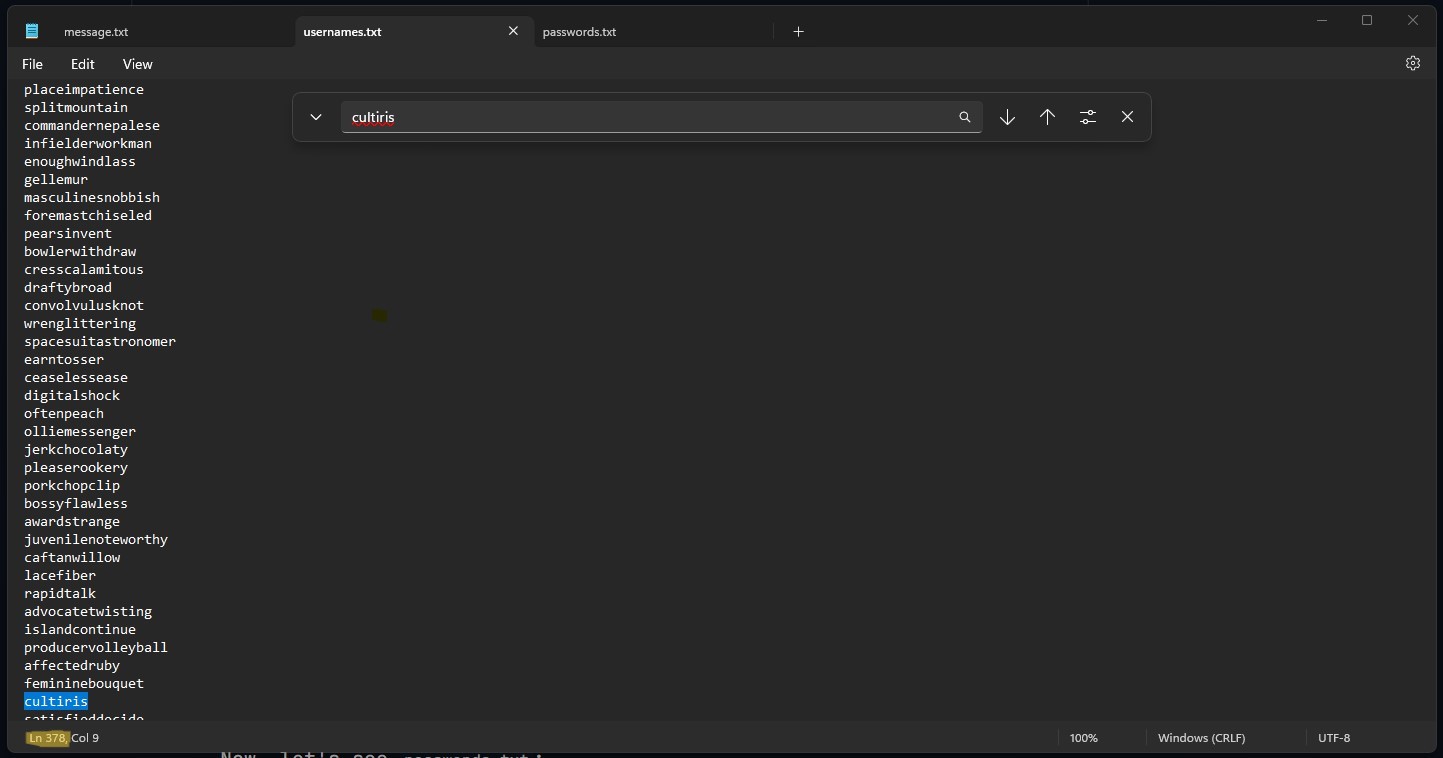 message.txt usernames.txt passwords.txt
File Edit View
cultiris
placeimpatience
splitmountain
commandernepalese
infielderworkman
enoughwindlass
gellemur
masculinesnobbish
foremastchiseled
pearsinvent
bowlerwithdraw
cresscalamitous
draftybroad
convolvulusknot
wrenglittering
spacesuitastronomer
earntosser
ceaselessease
digitalshock
oftenpeach
olliemessenger
jerkchocolaty
pleaserookery
porkchopclip
bossyflawless
awardstrange
juvenilenoteworthy
caftanwillow
lacefiber
rapidtalk
advocatetwisting
islandcontinue
producervolleyball
affectedruby
femininebouquet
cultiris
satisfieddecide
Ln 378, Col 9 100% Windows (CRLF) UTF-8
Now, let's see passwords.txt: